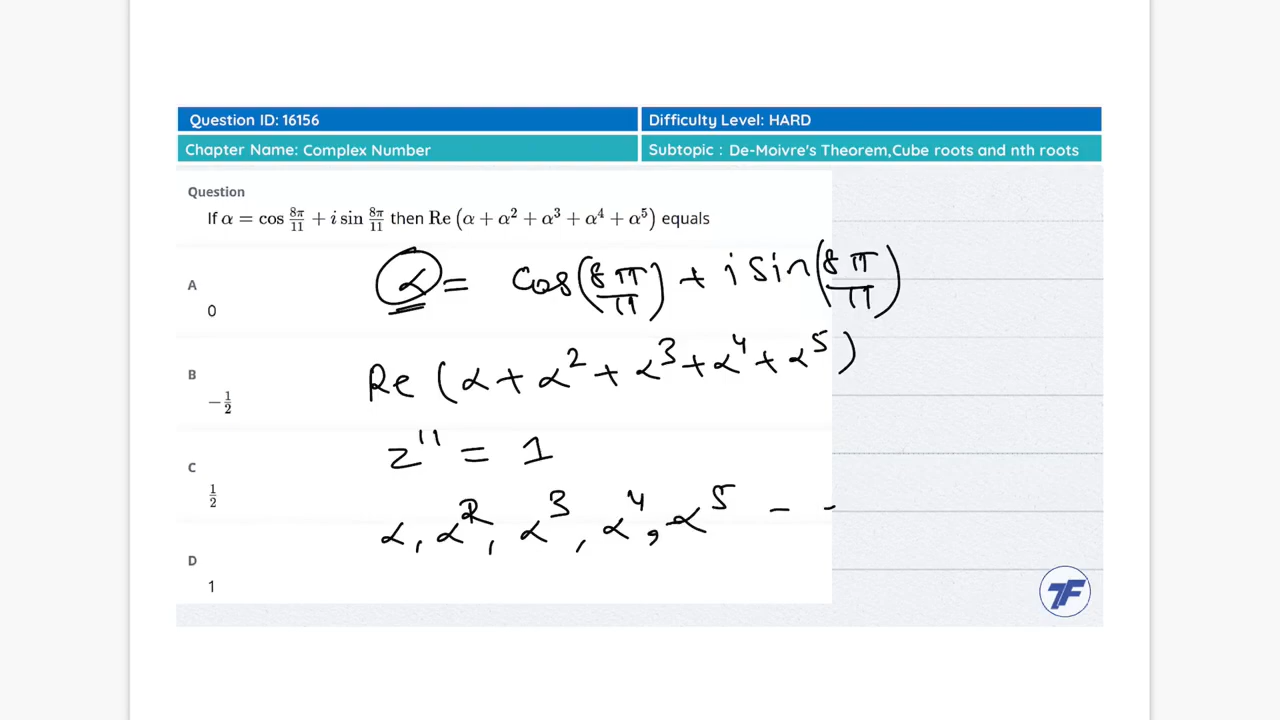 Question ID: 16156
Difficulty Level: HARD
Chapter Name: Complex Number
Subtopic : De-Moivre's Theorem,Cube roots and nth roots
Question
If α = cos 8π/11 + i sin 8π/11 then Re (α + α² + α³ + α⁴ + α⁵) equals
α = cos(8π/11) + i sin(8π/11)
A
0
Re (α + α² + α³ + α⁴ + α⁵)
B
−1/2
z¹¹ = 1
C
1/2
α, α², α³, α⁴, α⁵ - -
D
1
TF